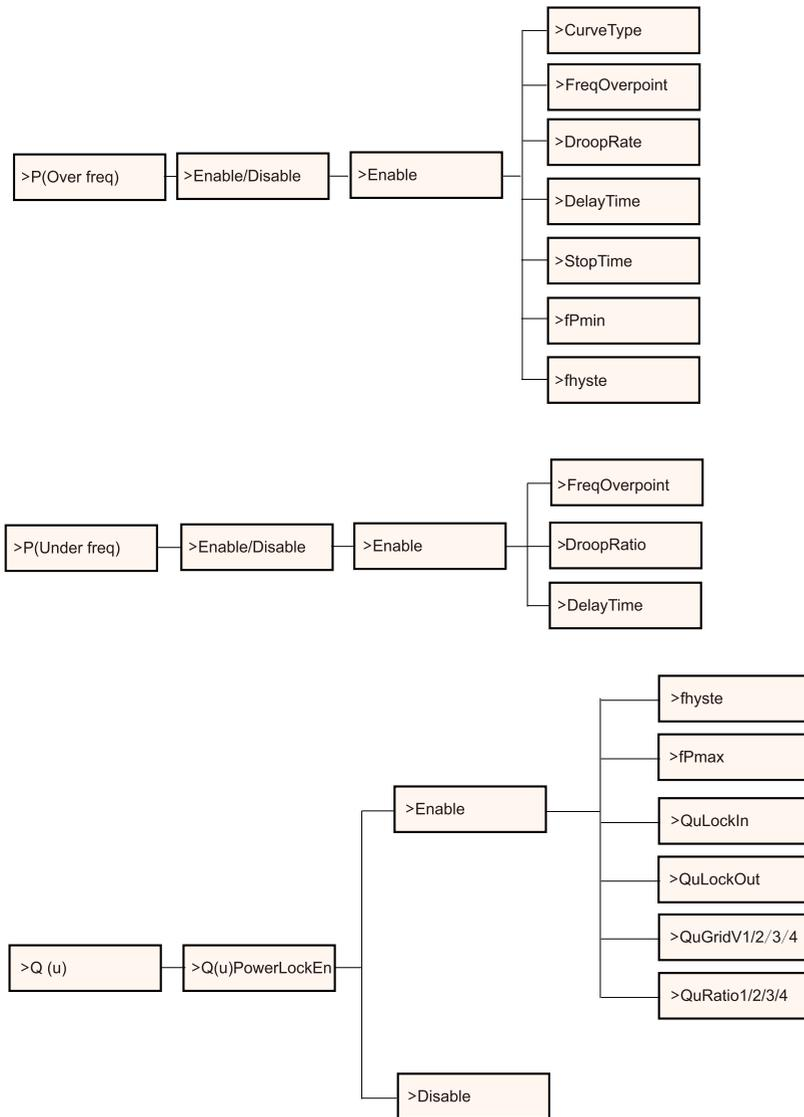 >CurveType
>FreqOverpoint
>DroopRate
>P(Over freq)
>Enable/Disable
>Enable
>DelayTime
>StopTime
>fPmin
>fhyste
>FreqOverpoint
>P(Under freq)
>Enable/Disable
>Enable
>DroopRatio
>DelayTime
>fhyste
>fPmax
>Enable
>QuLockIn
>QuLockOut
>QuGridV1/2/3/4
>Q (u)
>Q(u)PowerLockEn
>QuRatio1/2/3/4
>Disable